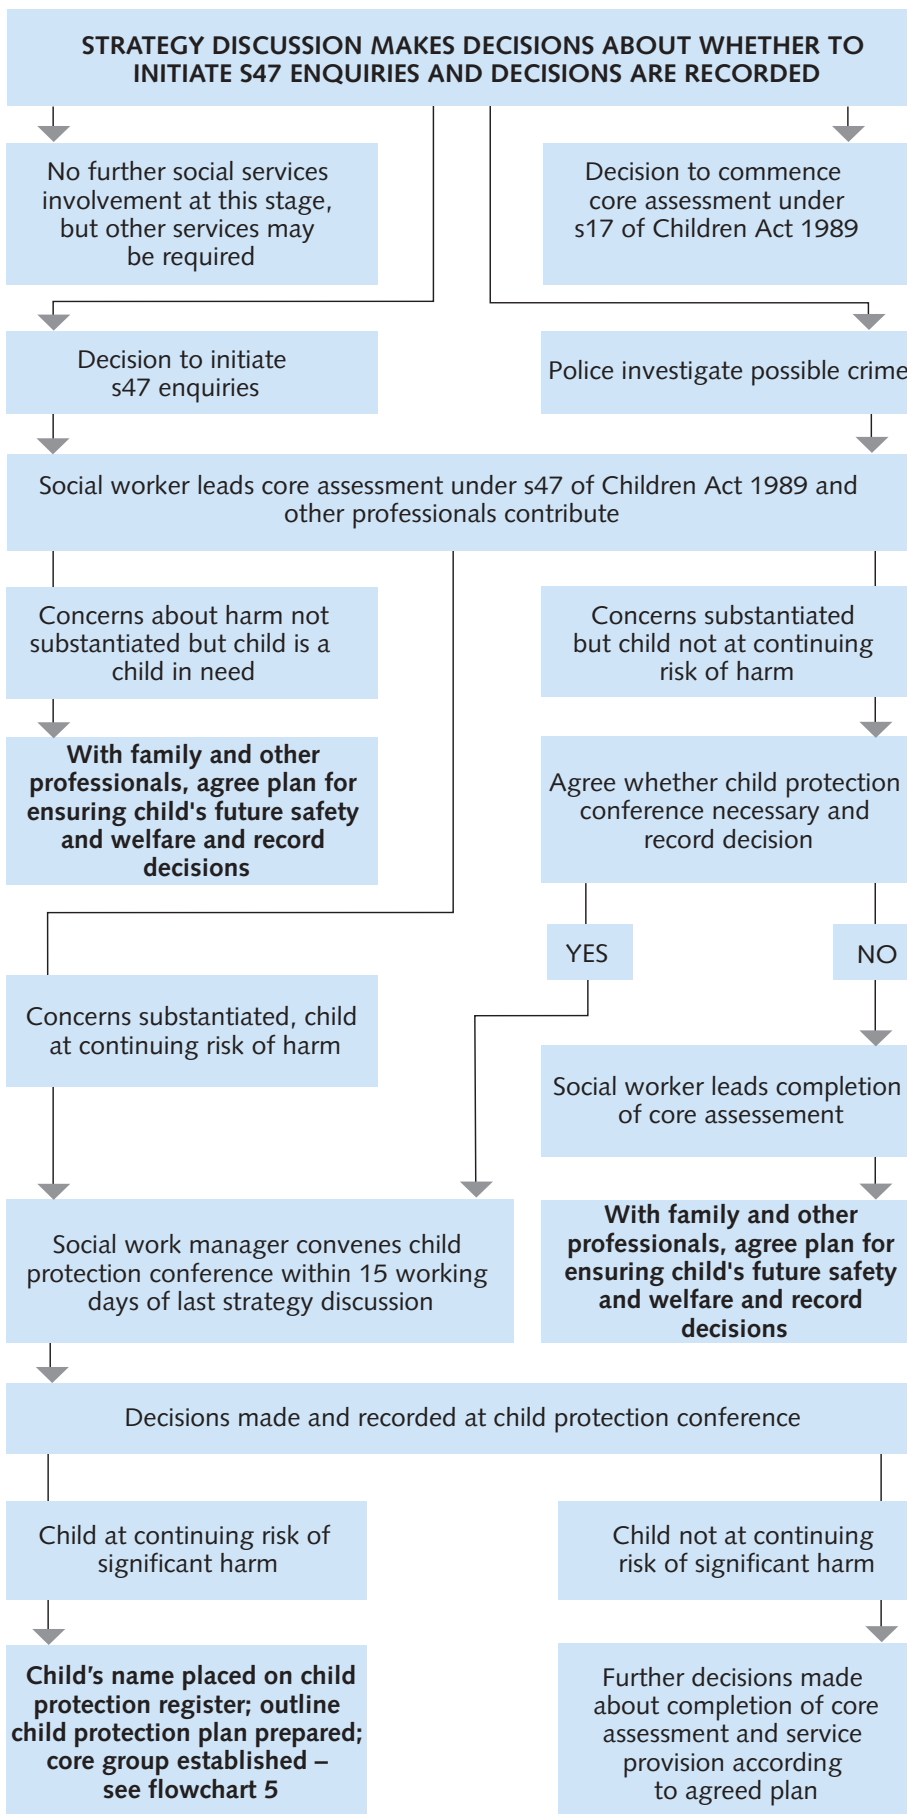 STRATEGY DISCUSSION MAKES DECISIONS ABOUT WHETHER TO
INITIATE S47 ENQUIRIES AND DECISIONS ARE RECORDED
No further social services
involvement at this stage,
but other services may
be required
Decision to commence
core assessment under
s17 of Children Act 1989
Decision to initiate
s47 enquiries
Police investigate possible crime
Social worker leads core assessment under s47 of Children Act 1989 and
other professionals contribute
Concerns about harm not
substantiated but child is a
child in need
Concerns substantiated
but child not at continuing
risk of harm
With family and other
professionals, agree plan for
ensuring child's future safety
and welfare and record
decisions
Agree whether child protection
conference necessary and
record decision
YES
NO
Concerns substantiated, child
at continuing risk of harm
Social worker leads completion
of core assessement
Social work manager convenes child
protection conference within 15 working
days of last strategy discussion
With family and other
professionals, agree plan for
ensuring child's future safety
and welfare and record
decisions
Decisions made and recorded at child protection conference
Child at continuing risk of
significant harm
Child not at continuing
risk of significant harm
Child’s name placed on child
protection register; outline
child protection plan prepared;
core group established –
see flowchart 5
Further decisions made
about completion of core
assessment and service
provision according
to agreed plan